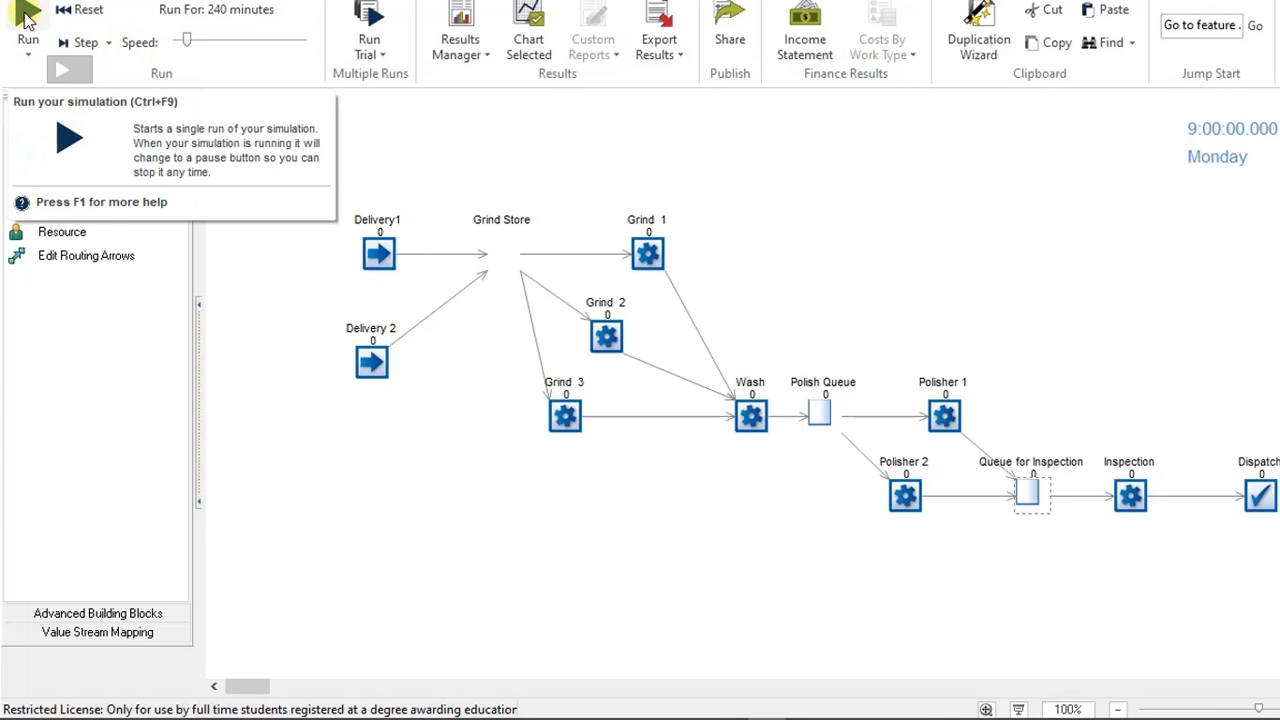 Reset
Run For: 240 minutes
Cut
Paste
Go to feature .
Go
Run
Step
Speed:
Run
Trial
Results
Manager
Chart
Selected
Custom
Reports
Export
Results
Share
Income
Statement
Costs By
Work Type
Duplication
Wizard
Copy
Find
Run
Multiple Runs
Results
Publish
Finance Results
Clipboard
Jump Start
Run your simulation (Ctrl+F9)
Starts a single run of your simulation.
When your simulation is running it will
change to a pause button so you can
stop it any time.
Press F1 for more help
Resource
Edit Routing Arrows
Advanced Building Blocks
Value Stream Mapping
9:00:00.000
Monday
Delivery1
0
Grind Store
Grind 1
0
Grind 2
0
Delivery 2
0
Grind 3
0
Wash
0
Polish Queue
0
Polisher 1
0
Polisher 2
0
Queue for Inspection
0
Inspection
0
Dispatch
0
Restricted License: Only for use by full time students registered at a degree awarding education
100%